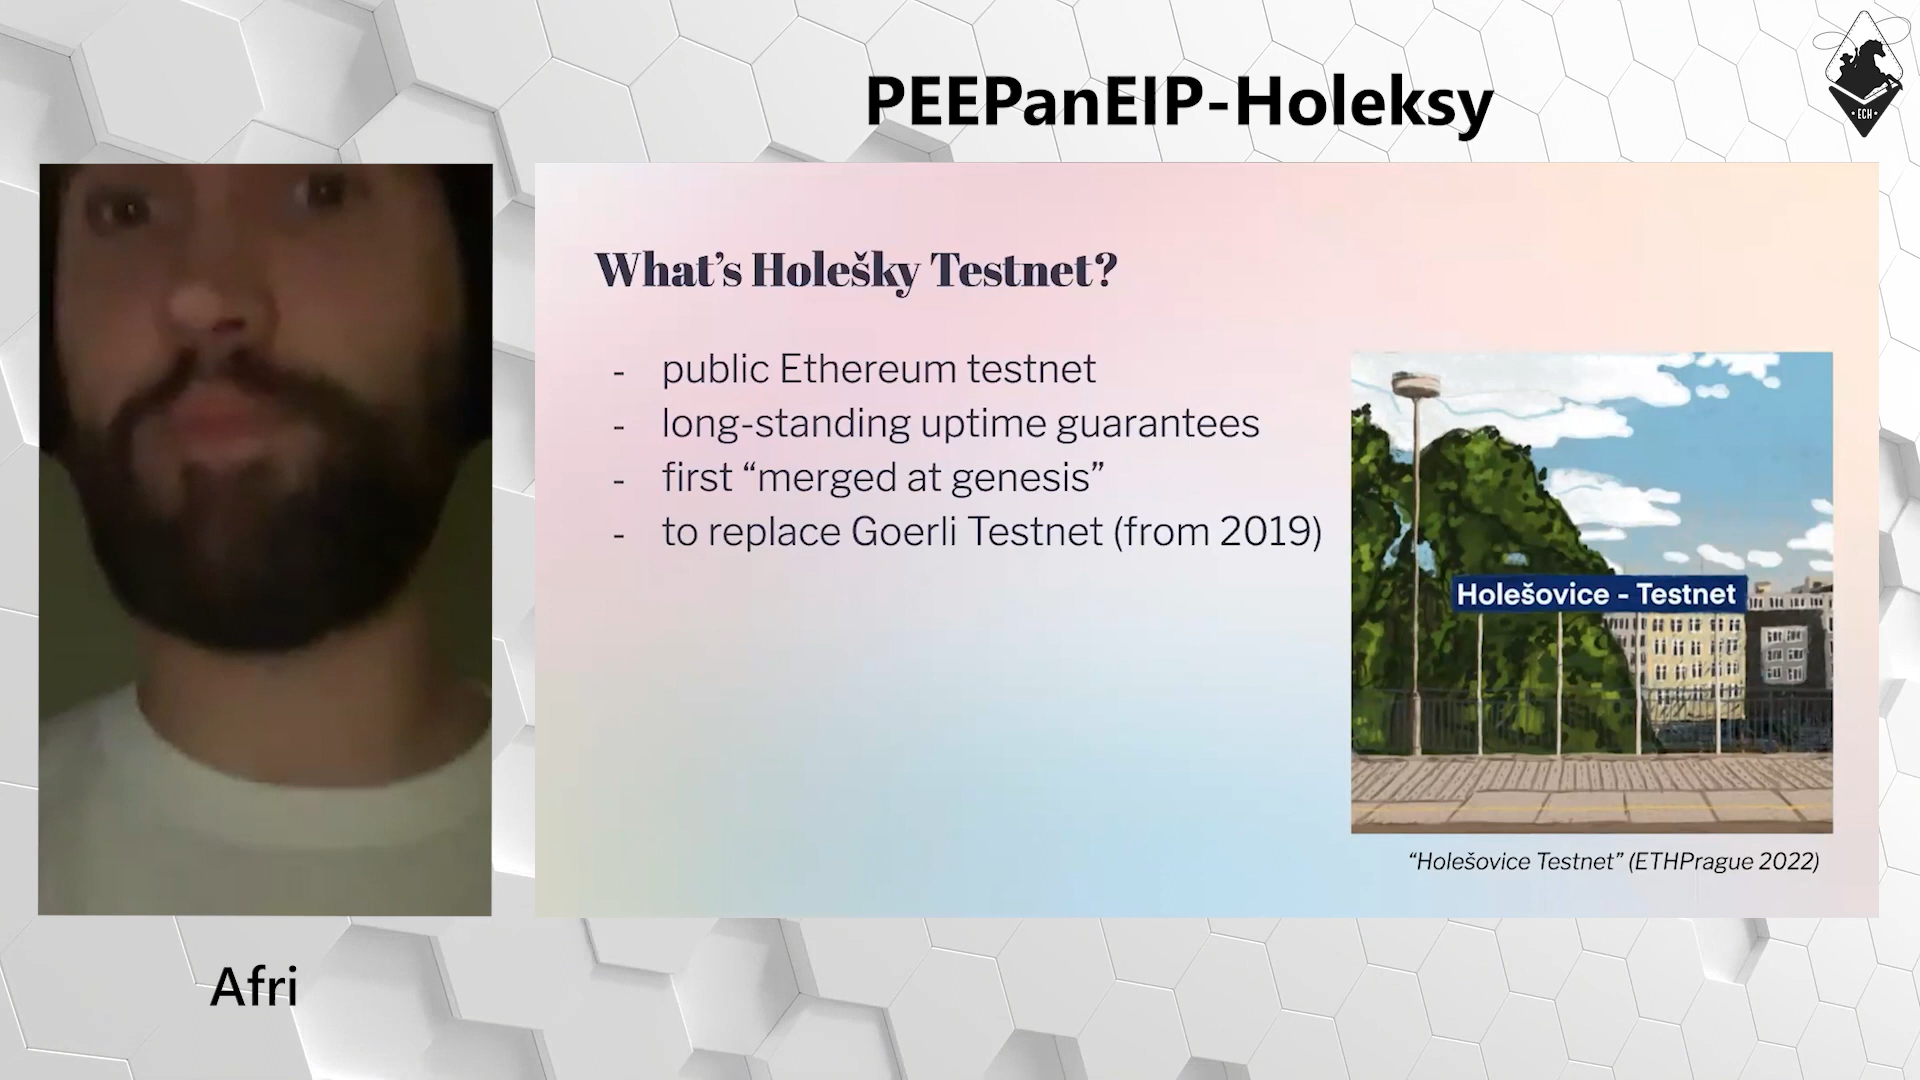 PEEPanEIP-Holeksy
·ECH·
What’s Holešky Testnet?
- public Ethereum testnet
- long-standing uptime guarantees
- first “merged at genesis”
- to replace Goerli Testnet (from 2019)
Holešovice - Testnet
“Holešovice Testnet” (ETHPrague 2022)
Afri